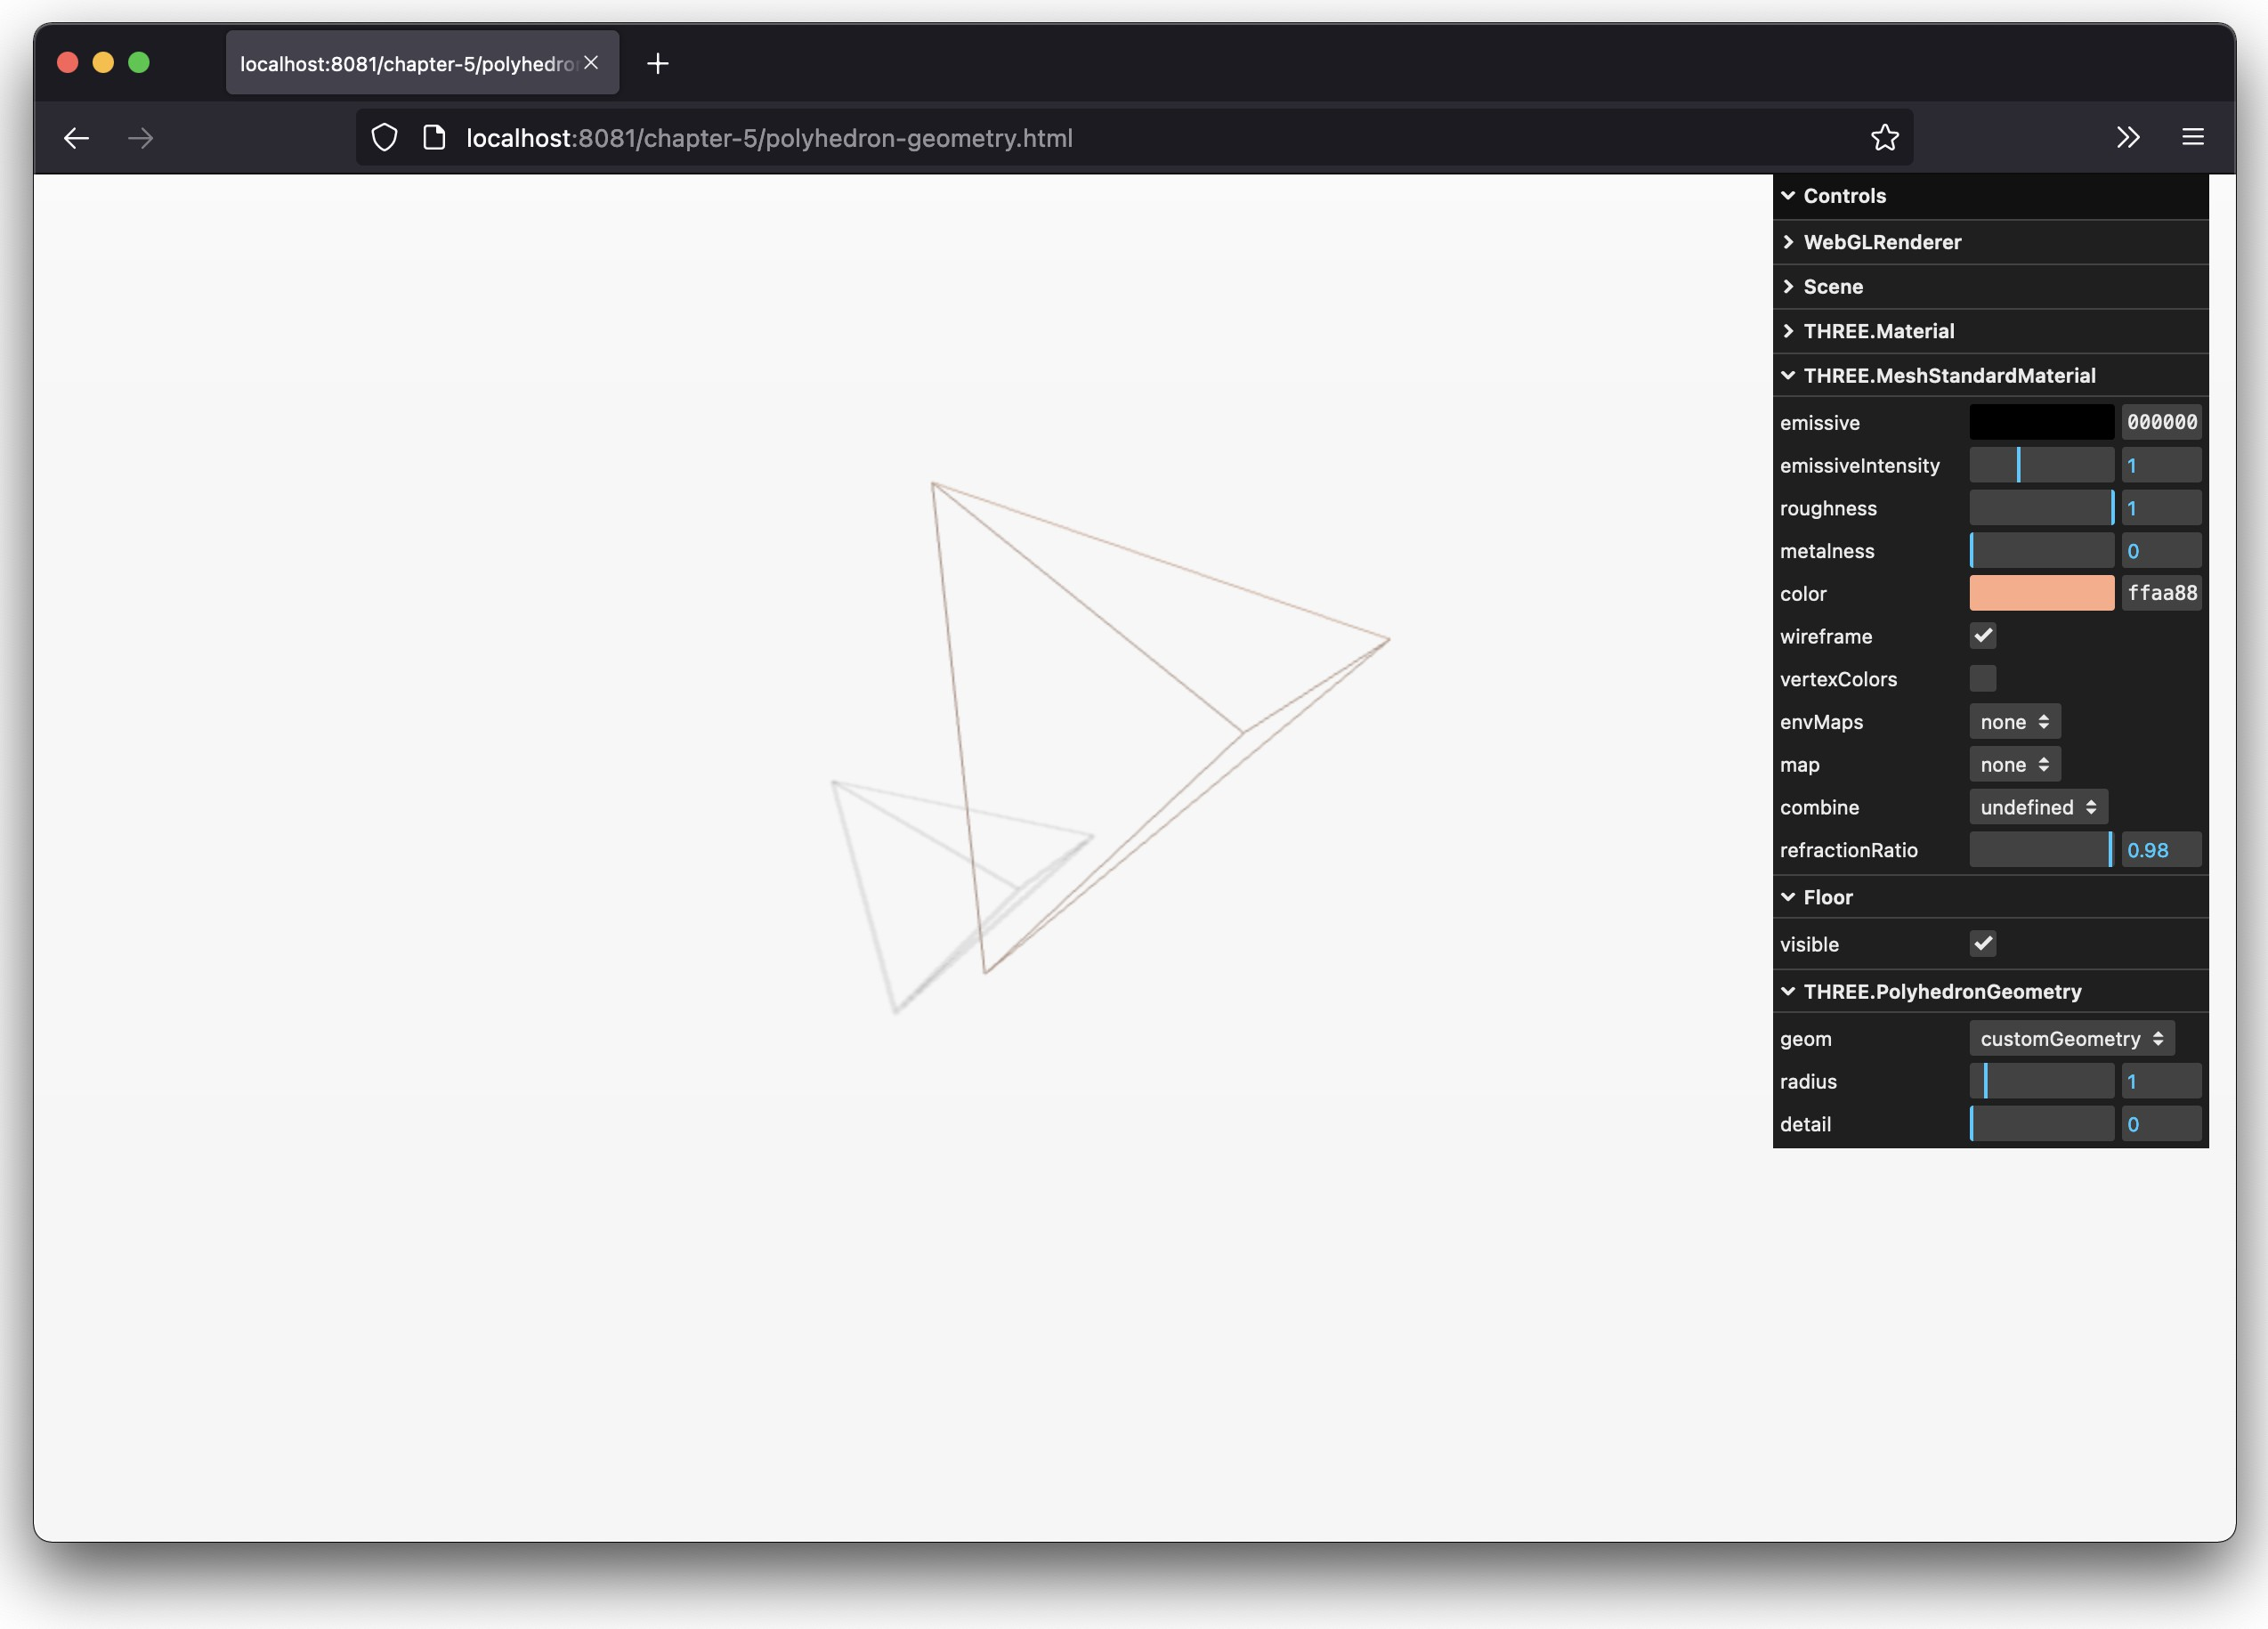 localhost:8081/chapter-5/polyhedro
localhost:8081/chapter-5/polyhedron-geometry.html
Controls
WebGLRenderer
Scene
THREE.Material
THREE.MeshStandardMaterial
emissive 000000
emissiveIntensity 1
roughness 1
metalness 0
color ffaa88
wireframe
vertexColors
envMaps none
map none
combine undefined
refractionRatio 0.98
Floor
visible
THREE.PolyhedronGeometry
geom customGeometry
radius 1
detail 0